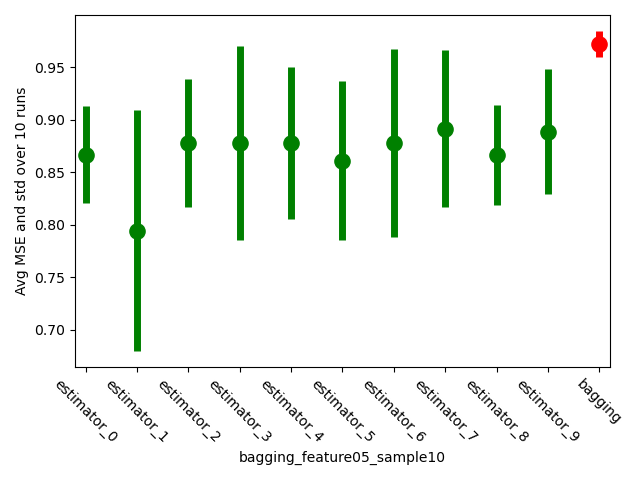 Avg MSE and std over 10 runs
0.95
0.90
0.85
0.80
0.75
0.70
estimator_0
estimator_1
estimator_2
estimator_3
estimator_4
estimator_5
estimator_6
estimator_7
estimator_8
estimator_9
bagging
bagging_feature05_sample10